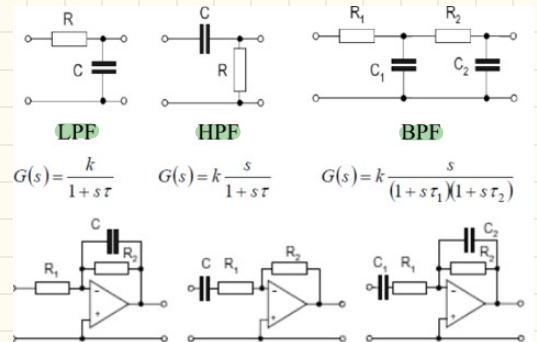 R C R₁ R₂
C R C₁ C₂
LPF HPF BPF
G(s)= k / 1+sτ G(s)=k s / 1+sτ G(s)=k s / (1+sτ₁)(1+sτ₂)
C C₂
R₁ R₂ C R₁ R₂ C₁ R₁ R₂
- - -
+ + +